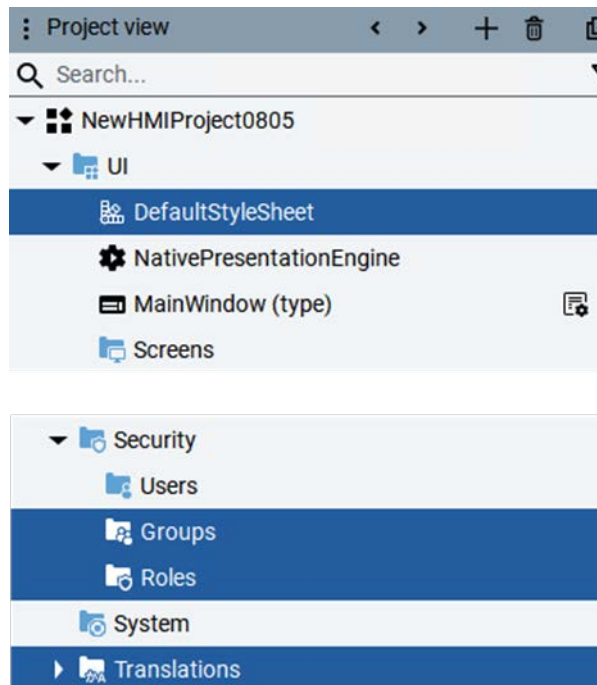 Project view
Search...
NewHMIProject0805
UI
DefaultStyleSheet
NativePresentationEngine
MainWindow (type)
Screens
Security
Users
Groups
Roles
System
Translations